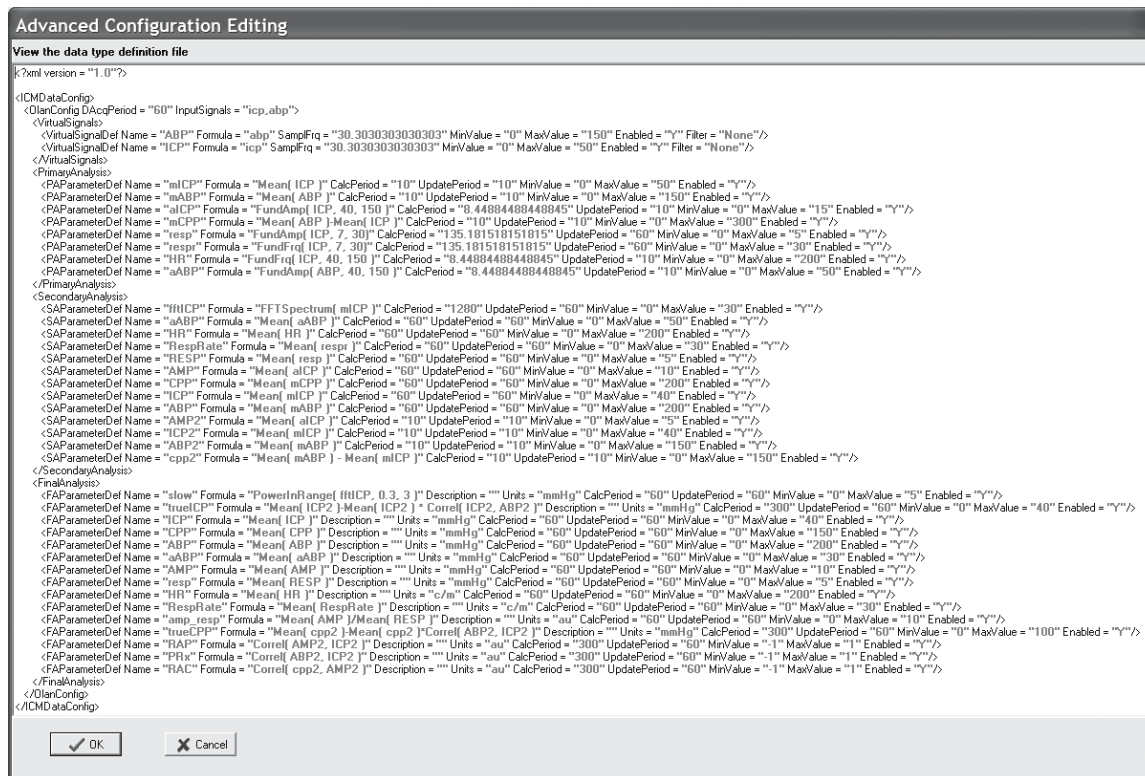 Advanced Configuration Editing
View the data type definition file
<?xml version = "1.0"?>
<ICMDataConfig>
<OlanConfig DAcqPeriod = "60" InputSignals = "icp,abp">
<VirtualSignals>
<VirtualSignalDef Name = "ABP" Formula = "abp" SamplFrq = "30.3030303030303" MinValue = "0" MaxValue = "150" Enabled = "Y" Filter = "None"/>
<VirtualSignalDef Name = "ICP" Formula = "icp" SamplFrq = "30.3030303030303" MinValue = "0" MaxValue = "50" Enabled = "Y" Filter = "None"/>
</VirtualSignals>
<PrimaryAnalysis>
<PAParameterDef Name = "mICP" Formula = "Mean( ICP )" CalcPeriod = "10" UpdatePeriod = "10" MinValue = "0" MaxValue = "50" Enabled = "Y"/>
<PAParameterDef Name = "mABP" Formula = "Mean( ABP )" CalcPeriod = "10" UpdatePeriod = "10" MinValue = "0" MaxValue = "150" Enabled = "Y"/>
<PAParameterDef Name = "aICP" Formula = "FundAmp( ICP, 40, 150 )" CalcPeriod = "8.44884488448845" UpdatePeriod = "10" MinValue = "0" MaxValue = "15" Enabled = "Y"/>
<PAParameterDef Name = "mCPP" Formula = "Mean( ABP )-Mean( ICP )" CalcPeriod = "10" UpdatePeriod = "10" MinValue = "0" MaxValue = "300" Enabled = "Y"/>
<PAParameterDef Name = "resp" Formula = "FundAmp( ICP, 7, 30)" CalcPeriod = "135.181518151815" UpdatePeriod = "60" MinValue = "0" MaxValue = "5" Enabled = "Y"/>
<PAParameterDef Name = "respr" Formula = "FundFrq( ICP, 7, 30)" CalcPeriod = "135.181518151815" UpdatePeriod = "60" MinValue = "0" MaxValue = "30" Enabled = "Y"/>
<PAParameterDef Name = "HR" Formula = "FundFrq( ICP, 40, 150 )" CalcPeriod = "8.44884488448845" UpdatePeriod = "10" MinValue = "0" MaxValue = "200" Enabled = "Y"/>
<PAParameterDef Name = "aABP" Formula = "FundAmp( ABP, 40, 150 )" CalcPeriod = "8.44884488448845" UpdatePeriod = "10" MinValue = "0" MaxValue = "50" Enabled = "Y"/>
</PrimaryAnalysis>
<SecondaryAnalysis>
<SAParameterDef Name = "fftICP" Formula = "FFTSpectrum( mICP )" CalcPeriod = "1280" UpdatePeriod = "60" MinValue = "0" MaxValue = "30" Enabled = "Y"/>
<SAParameterDef Name = "aABP" Formula = "Mean( aABP )" CalcPeriod = "60" UpdatePeriod = "60" MinValue = "0" MaxValue = "50" Enabled = "Y"/>
<SAParameterDef Name = "HR" Formula = "Mean( HR )" CalcPeriod = "60" UpdatePeriod = "60" MinValue = "0" MaxValue = "200" Enabled = "Y"/>
<SAParameterDef Name = "RespRate" Formula = "Mean( respr )" CalcPeriod = "60" UpdatePeriod = "60" MinValue = "0" MaxValue = "30" Enabled = "Y"/>
<SAParameterDef Name = "RESP" Formula = "Mean( resp )" CalcPeriod = "60" UpdatePeriod = "60" MinValue = "0" MaxValue = "5" Enabled = "Y"/>
<SAParameterDef Name = "AMP" Formula = "Mean( aICP )" CalcPeriod = "60" UpdatePeriod = "60" MinValue = "0" MaxValue = "10" Enabled = "Y"/>
<SAParameterDef Name = "CPP" Formula = "Mean( mCPP )" CalcPeriod = "60" UpdatePeriod = "60" MinValue = "0" MaxValue = "200" Enabled = "Y"/>
<SAParameterDef Name = "ICP" Formula = "Mean( mICP )" CalcPeriod = "60" UpdatePeriod = "60" MinValue = "0" MaxValue = "40" Enabled = "Y"/>
<SAParameterDef Name = "ABP" Formula = "Mean( mABP )" CalcPeriod = "60" UpdatePeriod = "60" MinValue = "0" MaxValue = "200" Enabled = "Y"/>
<SAParameterDef Name = "AMP2" Formula = "Mean( aICP )" CalcPeriod = "10" UpdatePeriod = "10" MinValue = "0" MaxValue = "5" Enabled = "Y"/>
<SAParameterDef Name = "ICP2" Formula = "Mean( mICP )" CalcPeriod = "10" UpdatePeriod = "10" MinValue = "0" MaxValue = "40" Enabled = "Y"/>
<SAParameterDef Name = "ABP2" Formula = "Mean( mABP )" CalcPeriod = "10" UpdatePeriod = "10" MinValue = "0" MaxValue = "150" Enabled = "Y"/>
<SAParameterDef Name = "cpp2" Formula = "Mean( mABP ) - Mean( mICP )" CalcPeriod = "10" UpdatePeriod = "10" MinValue = "0" MaxValue = "150" Enabled = "Y"/>
</SecondaryAnalysis>
<FinalAnalysis>
<FAParameterDef Name = "slow" Formula = "PowerInRange( fftICP, 0.3, 3 )" Description = "" Units = "mmHg" CalcPeriod = "60" UpdatePeriod = "60" MinValue = "0" MaxValue = "5" Enabled = "Y"/>
<FAParameterDef Name = "trueICP" Formula = "Mean( ICP2 )-Mean( ICP2 ) * Correl( ICP2, ABP2 )" Description = "" Units = "mmHg" CalcPeriod = "300" UpdatePeriod = "60" MinValue = "0" MaxValue = "40" Enabled = "Y"/>
<FAParameterDef Name = "ICP" Formula = "Mean( ICP )" Description = "" Units = "mmHg" CalcPeriod = "60" UpdatePeriod = "60" MinValue = "0" MaxValue = "40" Enabled = "Y"/>
<FAParameterDef Name = "CPP" Formula = "Mean( CPP )" Description = "" Units = "mmHg" CalcPeriod = "60" UpdatePeriod = "60" MinValue = "0" MaxValue = "150" Enabled = "Y"/>
<FAParameterDef Name = "ABP" Formula = "Mean( ABP )" Description = "" Units = "mmHg" CalcPeriod = "60" UpdatePeriod = "60" MinValue = "0" MaxValue = "200" Enabled = "Y"/>
<FAParameterDef Name = "aABP" Formula = "Mean( aABP )" Description = "" Units = "mmHg" CalcPeriod = "60" UpdatePeriod = "60" MinValue = "0" MaxValue = "30" Enabled = "Y"/>
<FAParameterDef Name = "AMP" Formula = "Mean( AMP )" Description = "" Units = "mmHg" CalcPeriod = "60" UpdatePeriod = "60" MinValue = "0" MaxValue = "10" Enabled = "Y"/>
<FAParameterDef Name = "resp" Formula = "Mean( RESP )" Description = "" Units = "mmHg" CalcPeriod = "60" UpdatePeriod = "60" MinValue = "0" MaxValue = "5" Enabled = "Y"/>
<FAParameterDef Name = "HR" Formula = "Mean( HR )" Description = "" Units = "c/m" CalcPeriod = "60" UpdatePeriod = "60" MinValue = "0" MaxValue = "200" Enabled = "Y"/>
<FAParameterDef Name = "RespRate" Formula = "Mean( RespRate )" Description = "" Units = "c/m" CalcPeriod = "60" UpdatePeriod = "60" MinValue = "0" MaxValue = "30" Enabled = "Y"/>
<FAParameterDef Name = "amp_resp" Formula = "Mean( AMP )/Mean( RESP )" Description = "" Units = "au" CalcPeriod = "60" UpdatePeriod = "60" MinValue = "0" MaxValue = "10" Enabled = "Y"/>
<FAParameterDef Name = "trueCPP" Formula = "Mean( cpp2 )-Mean( cpp2 )*Correl( ABP2, ICP2 )" Description = "" Units = "mmHg" CalcPeriod = "300" UpdatePeriod = "60" MinValue = "0" MaxValue = "100" Enabled = "Y"/>
<FAParameterDef Name = "RAP" Formula = "Correl( AMP2, ICP2 )" Description = "" Units = "au" CalcPeriod = "300" UpdatePeriod = "60" MinValue = "-1" MaxValue = "1" Enabled = "Y"/>
<FAParameterDef Name = "PRx" Formula = "Correl( ABP2, ICP2 )" Description = "" Units = "au" CalcPeriod = "300" UpdatePeriod = "60" MinValue = "-1" MaxValue = "1" Enabled = "Y"/>
<FAParameterDef Name = "RAC" Formula = "Correl( cpp2, AMP2 )" Description = "" Units = "au" CalcPeriod = "300" UpdatePeriod = "60" MinValue = "-1" MaxValue = "1" Enabled = "Y"/>
</FinalAnalysis>
</OlanConfig>
</ICMDataConfig>
OK Cancel